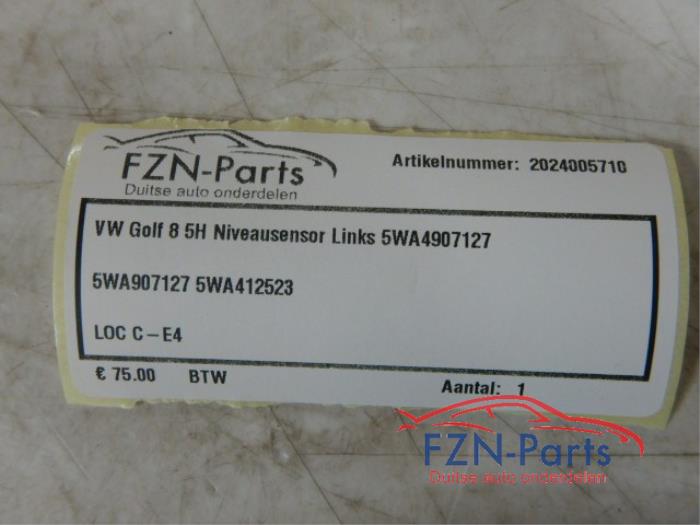 FZN-Parts
Duitse auto onderdelen
Artikelnummer: 2024005710
VW Golf 8 5H Niveausensor Links 5WA4907127
5WA907127 5WA412523
LOC C-E4
€ 75.00 BTW
Aantal: 1
FZN-Parts
Duitse auto onderdelen